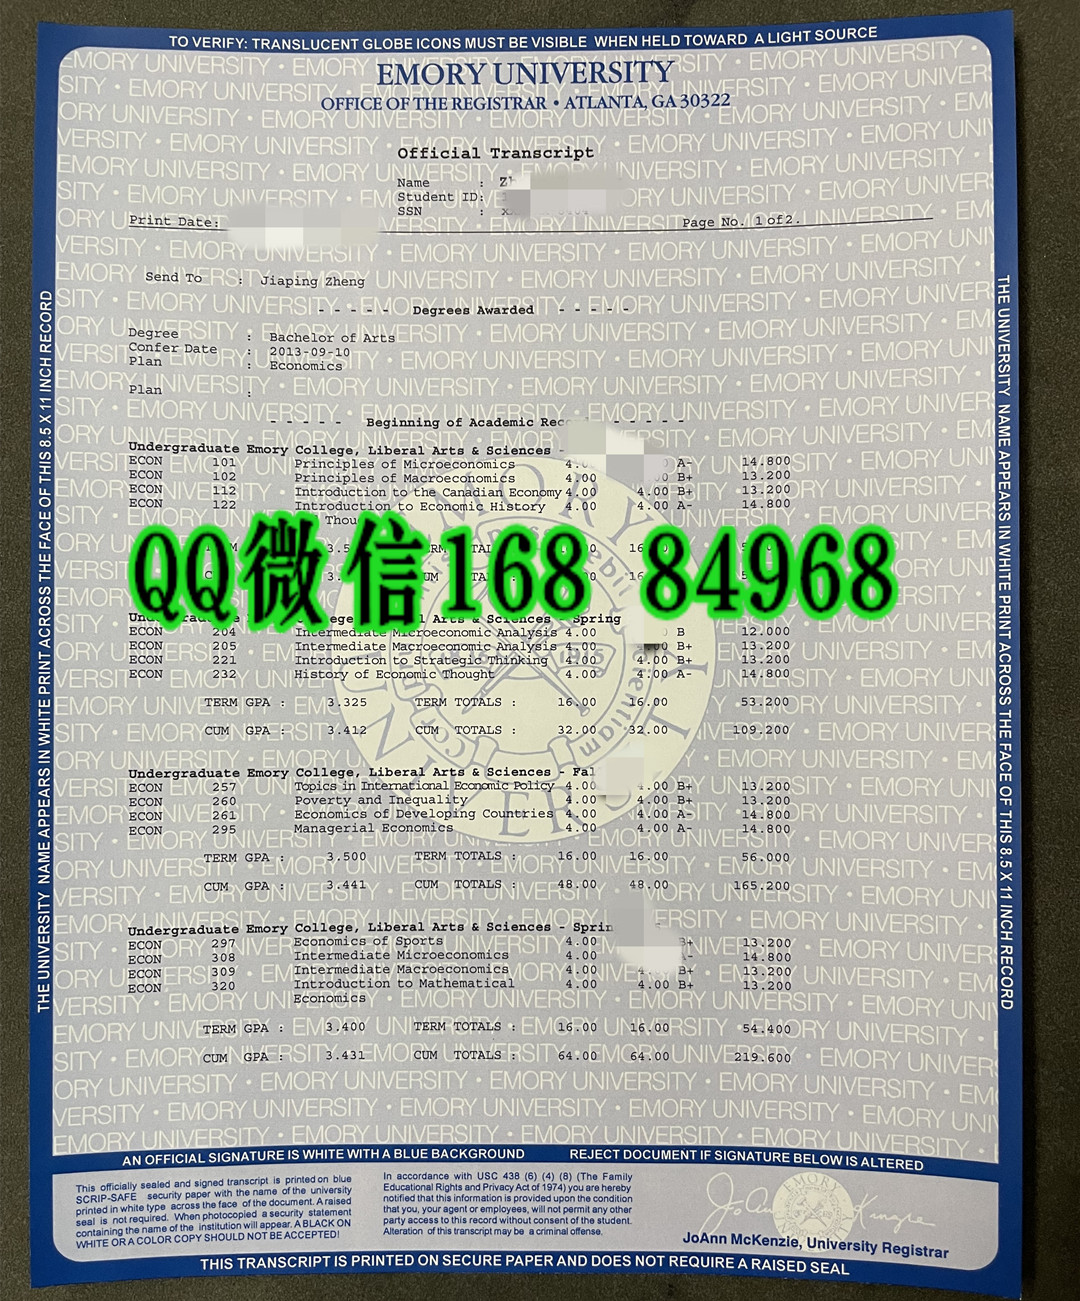 TO VERIFY: TRANSLUCENT GLOBE ICONS MUST BE VISIBLE WHEN HELD TOWARD A LIGHT SOURCE
EMORY UNIVERSITY
OFFICE OF THE REGISTRAR • ATLANTA, GA 30322
Official Transcript
Name :
Student ID:
SSN :
Print Date: Page No. 1 of 2.
Send To : Jiaping Zheng
- - - - - Degrees Awarded - - - - -
Degree : Bachelor of Arts
Confer Date : 2013-09-10
Plan : Economics
Plan :
- - - - - Beginning of Academic Rec - - - - -
Undergraduate Emory College, Liberal Arts & Sciences -
ECON 101 Principles of Microeconomics A- 14.800
ECON 102 Principles of Macroeconomics 4.00 B+ 13.200
ECON 112 Introduction to the Canadian Economy 4.00 4.00 B+ 13.200
ECON 122 Introduction to Economic History 4.00 4.00 A- 14.800
QQ微信168 84968
Sciences - Spring
ECON 204 Intermediate Microeconomic Analysis 4.00 B 12.000
ECON 205 Intermediate Macroeconomic Analysis 4.00 B+ 13.200
ECON 221 Introduction to Strategic Thinking 4.00 4.00 B+ 13.200
ECON 232 History of Economic Thought 4.00 4.00 A- 14.800
TERM GPA : 3.325 TERM TOTALS : 16.00 16.00 53.200
CUM GPA : 3.412 CUM TOTALS : 32.00 32.00 109.200
Undergraduate Emory College, Liberal Arts & Sciences - Fal
ECON 257 Topics in International Economic Policy 4.00 .00 B+ 13.200
ECON 260 Poverty and Inequality 4.00 4.00 B+ 13.200
ECON 261 Economics of Developing Countries 4.00 4.00 A- 14.800
ECON 295 Managerial Economics 4.00 4.00 A- 14.800
TERM GPA : 3.500 TERM TOTALS : 16.00 16.00 56.000
CUM GPA : 3.441 CUM TOTALS : 48.00 48.00 165.200
Undergraduate Emory College, Liberal Arts & Sciences - Sprin
ECON 297 Economics of Sports 4.00 13.200
ECON 308 Intermediate Microeconomics 4.00 14.800
ECON 309 Intermediate Macroeconomics 4.00 B+ 13.200
ECON 320 Introduction to Mathematical 4.00 4.00 B+ 13.200
Economics
TERM GPA : 3.400 TERM TOTALS : 16.00 16.00 54.400
CUM GPA : 3.431 CUM TOTALS : 64.00 64.00 219.600
THE UNIVERSITY NAME APPEARS IN WHITE PRINT ACROSS THE FACE OF THIS 8.5 X 11 INCH RECORD
THE UNIVERSITY NAME APPEARS IN WHITE PRINT ACROSS THE FACE OF THIS 8.5 X 11 INCH RECORD
AN OFFICIAL SIGNATURE IS WHITE WITH A BLUE BACKGROUND REJECT DOCUMENT IF SIGNATURE BELOW IS ALTERED
This officially sealed and signed transcript is printed on blue
SCRIP-SAFE security paper with the name of the university
printed in white type across the face of the document. A raised
seal is not required. When photocopied a security statement
containing the name of the institution will appear. A BLACK ON
WHITE OR A COLOR COPY SHOULD NOT BE ACCEPTED!
In accordance with USC 438 (6) (4) (8) (The Family
Educational Rights and Privacy Act of 1974) you are hereby
notified that this information is provided upon the condition
that you, your agent or employees, will not permit any other
party access to this record without consent of the student.
Alteration of this transcript may be a criminal offense.
JoAnn McKenzie, University Registrar
THIS TRANSCRIPT IS PRINTED ON SECURE PAPER AND DOES NOT REQUIRE A RAISED SEAL